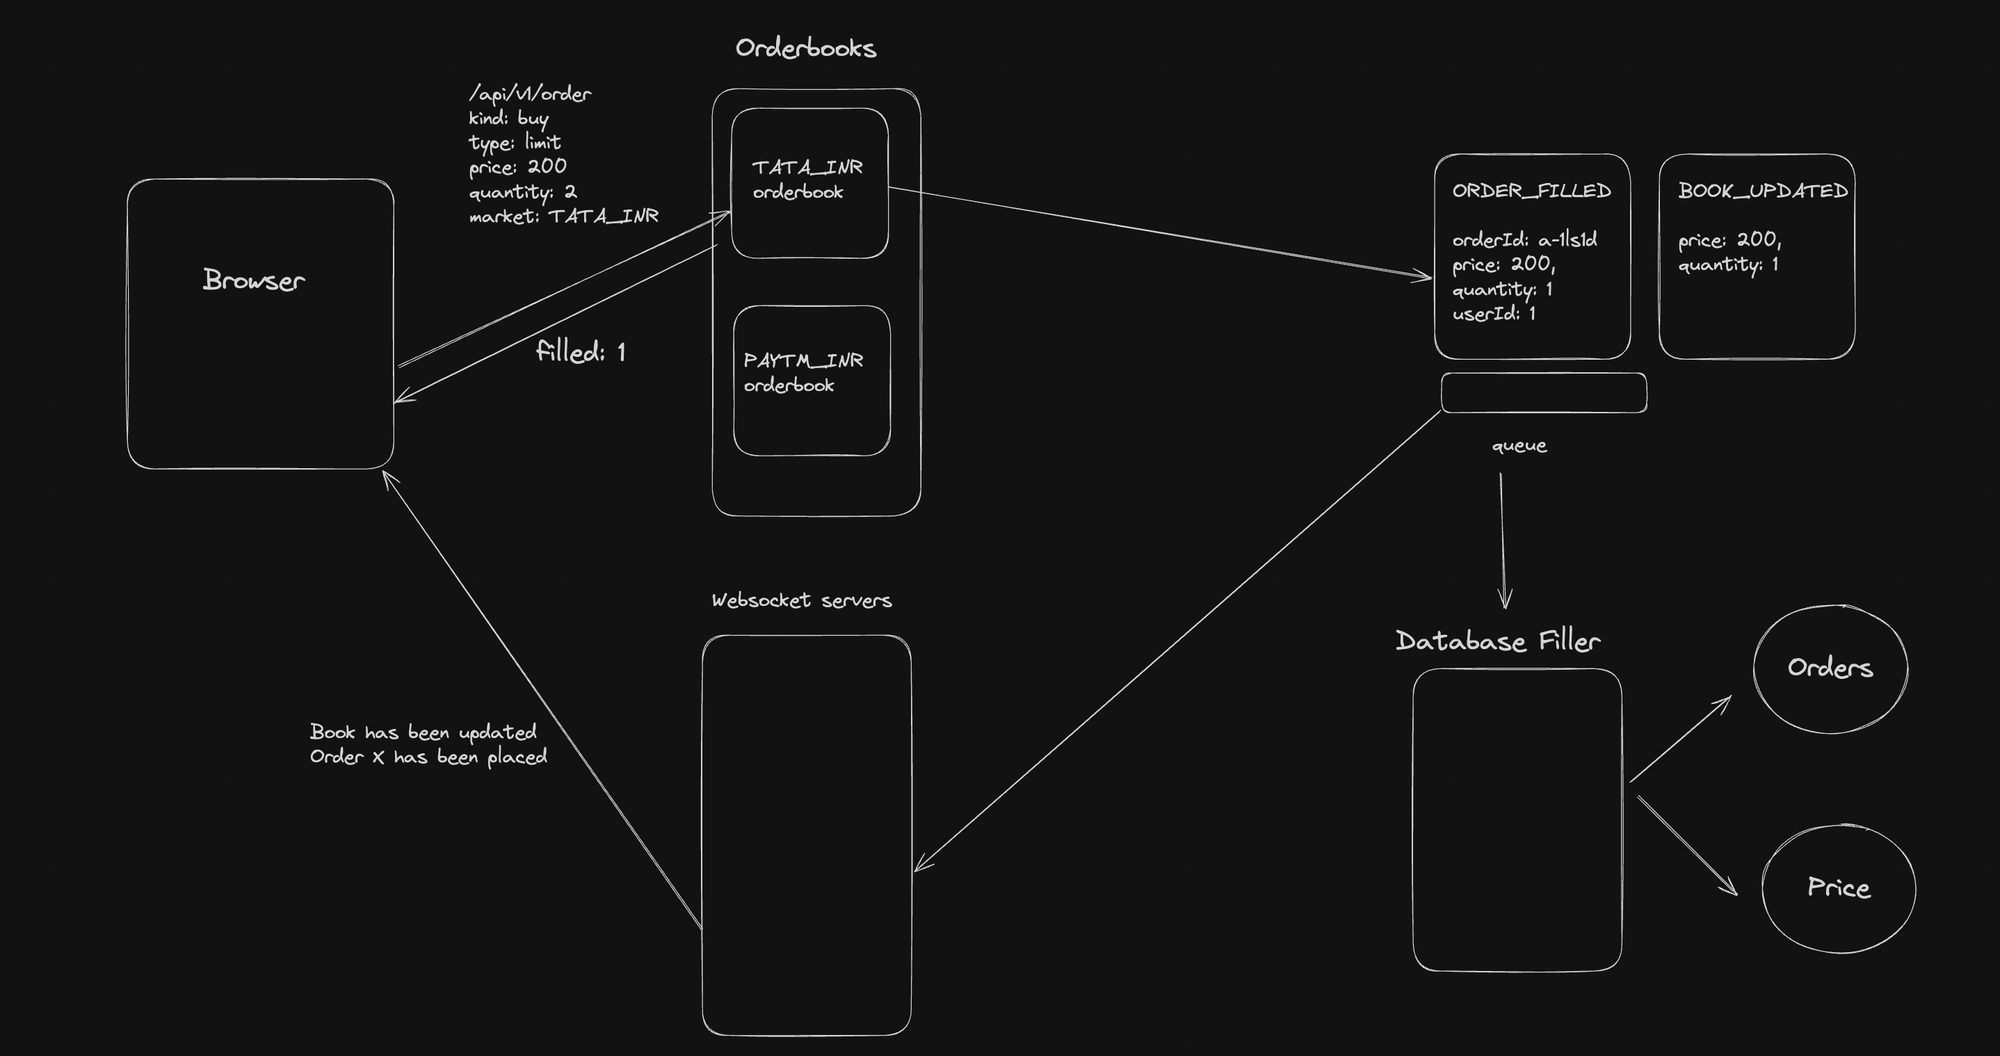 Orderbooks
/api/v1/order
kind: buy
type: limit
price: 200
quantity: 2
market: TATA_INR
TATA_INR
orderbook
Browser
filled: 1
PAYTM_INR
orderbook
ORDER_FILLED
orderId: a-1ls1d
price: 200,
quantity: 1
userId: 1
BOOK_UPDATED
price: 200,
quantity: 1
queue
Websocket servers
Database Filler
Orders
Price
Book has been updated
Order X has been placed